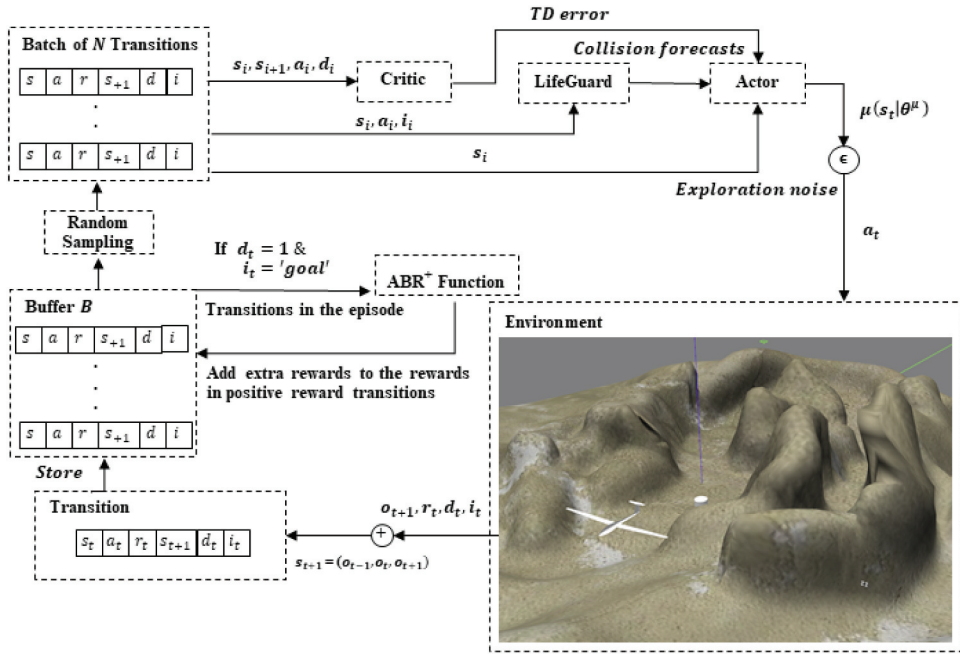 TD error
Batch of N Transitions
s a r s₊₁ d i
.
.
s a r s₊₁ d i
sᵢ, sᵢ₊₁, aᵢ, dᵢ
Critic
Collision forecasts
LifeGuard
Actor
sᵢ, aᵢ, iᵢ
sᵢ
μ(sₜ|θ^μ)
ϵ
Exploration noise
aₜ
Random
Sampling
If dₜ = 1 &
iₜ = 'goal'
ABR⁺ Function
Transitions in the episode
Buffer B
s a r s₊₁ d i
.
.
.
s a r s₊₁ d i
Add extra rewards to the rewards
in positive reward transitions
Environment
Store
Transition
sₜ aₜ rₜ sₜ₊₁ dₜ iₜ
oₜ₊₁, rₜ, dₜ, iₜ
+
sₜ₊₁ = (oₜ₋₁, oₜ, oₜ₊₁)